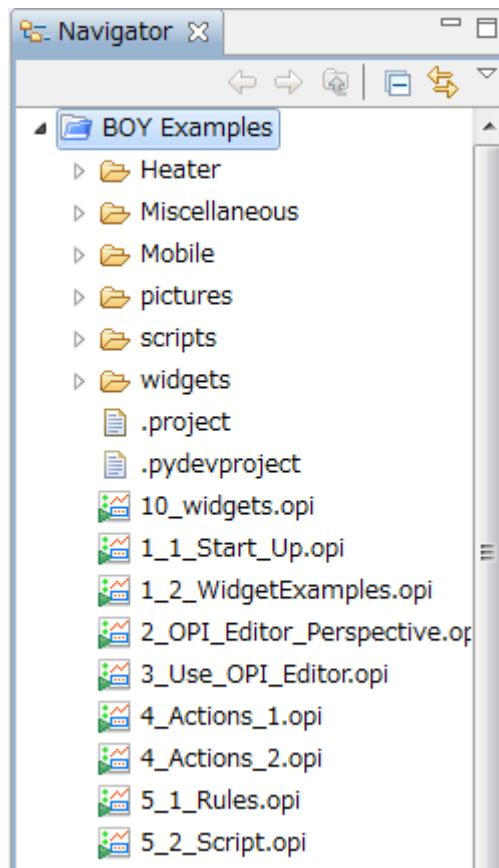 Navigator
BOY Examples
Heater
Miscellaneous
Mobile
pictures
scripts
widgets
.project
.pydevproject
10_widgets.opi
1_1_Start_Up.opi
1_2_WidgetExamples.opi
2_OPI_Editor_Perspective.op
3_Use_OPI_Editor.opi
4_Actions_1.opi
4_Actions_2.opi
5_1_Rules.opi
5_2_Script.opi